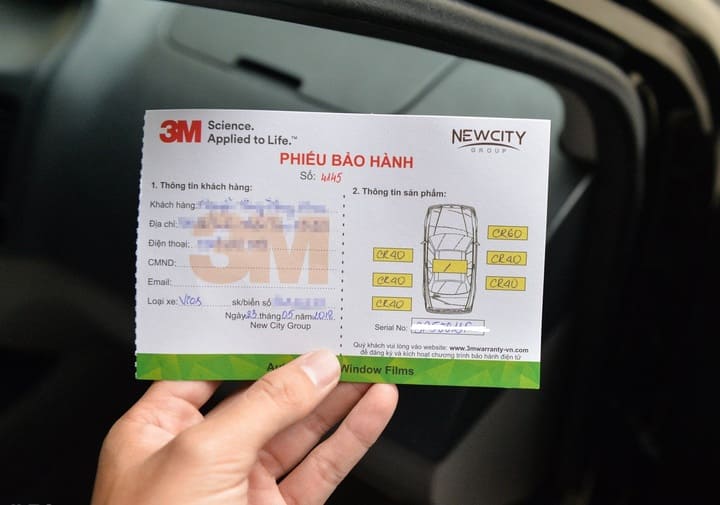 3M Science.
Applied to Life.™
NEWCITY
GROUP
PHIẾU BẢO HÀNH
Số: 4145
1. Thông tin khách hàng:
Khách hàng:
Địa chỉ:
Điện thoại:
CMND:
Email:
Loại xe: Vios sk/biển số
Ngày 23 tháng 05 năm 2018
New City Group
3M
2. Thông tin sản phẩm:
CR60
CR40 CR40
CR40 CR40
CR40
Serial No:
Quý khách vui lòng vào website: www.3mwarranty-vn.com
để đăng ký và kích hoạt chương trình bảo hành điện tử
Window Films